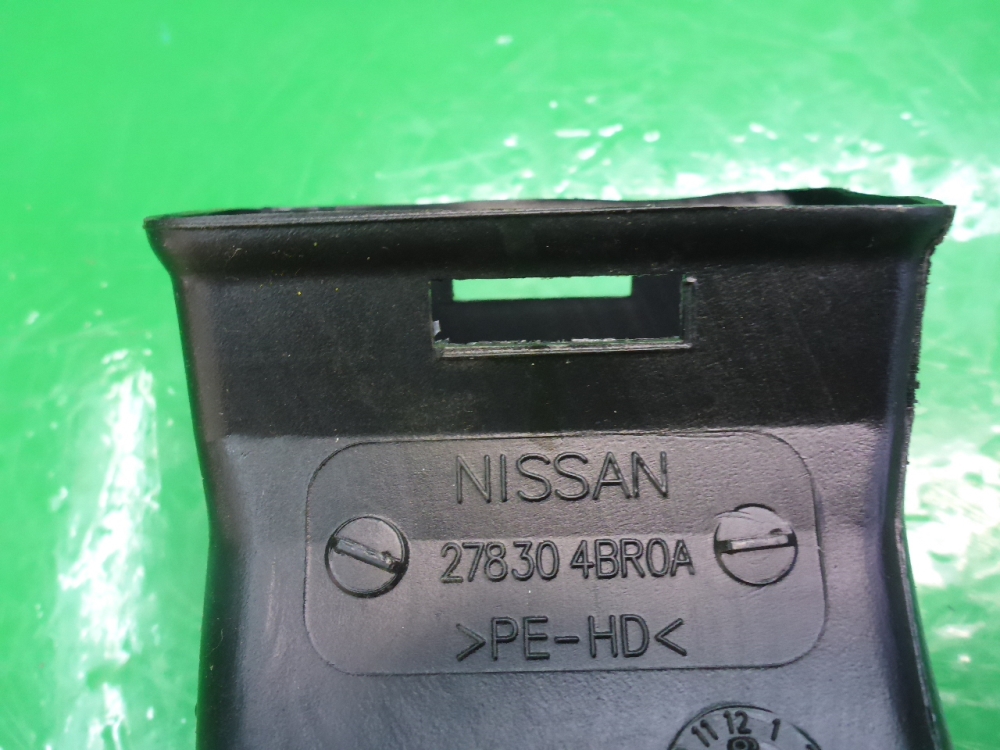 NISSAN
27830 4BR0A
>PE-HD<
11 12 1